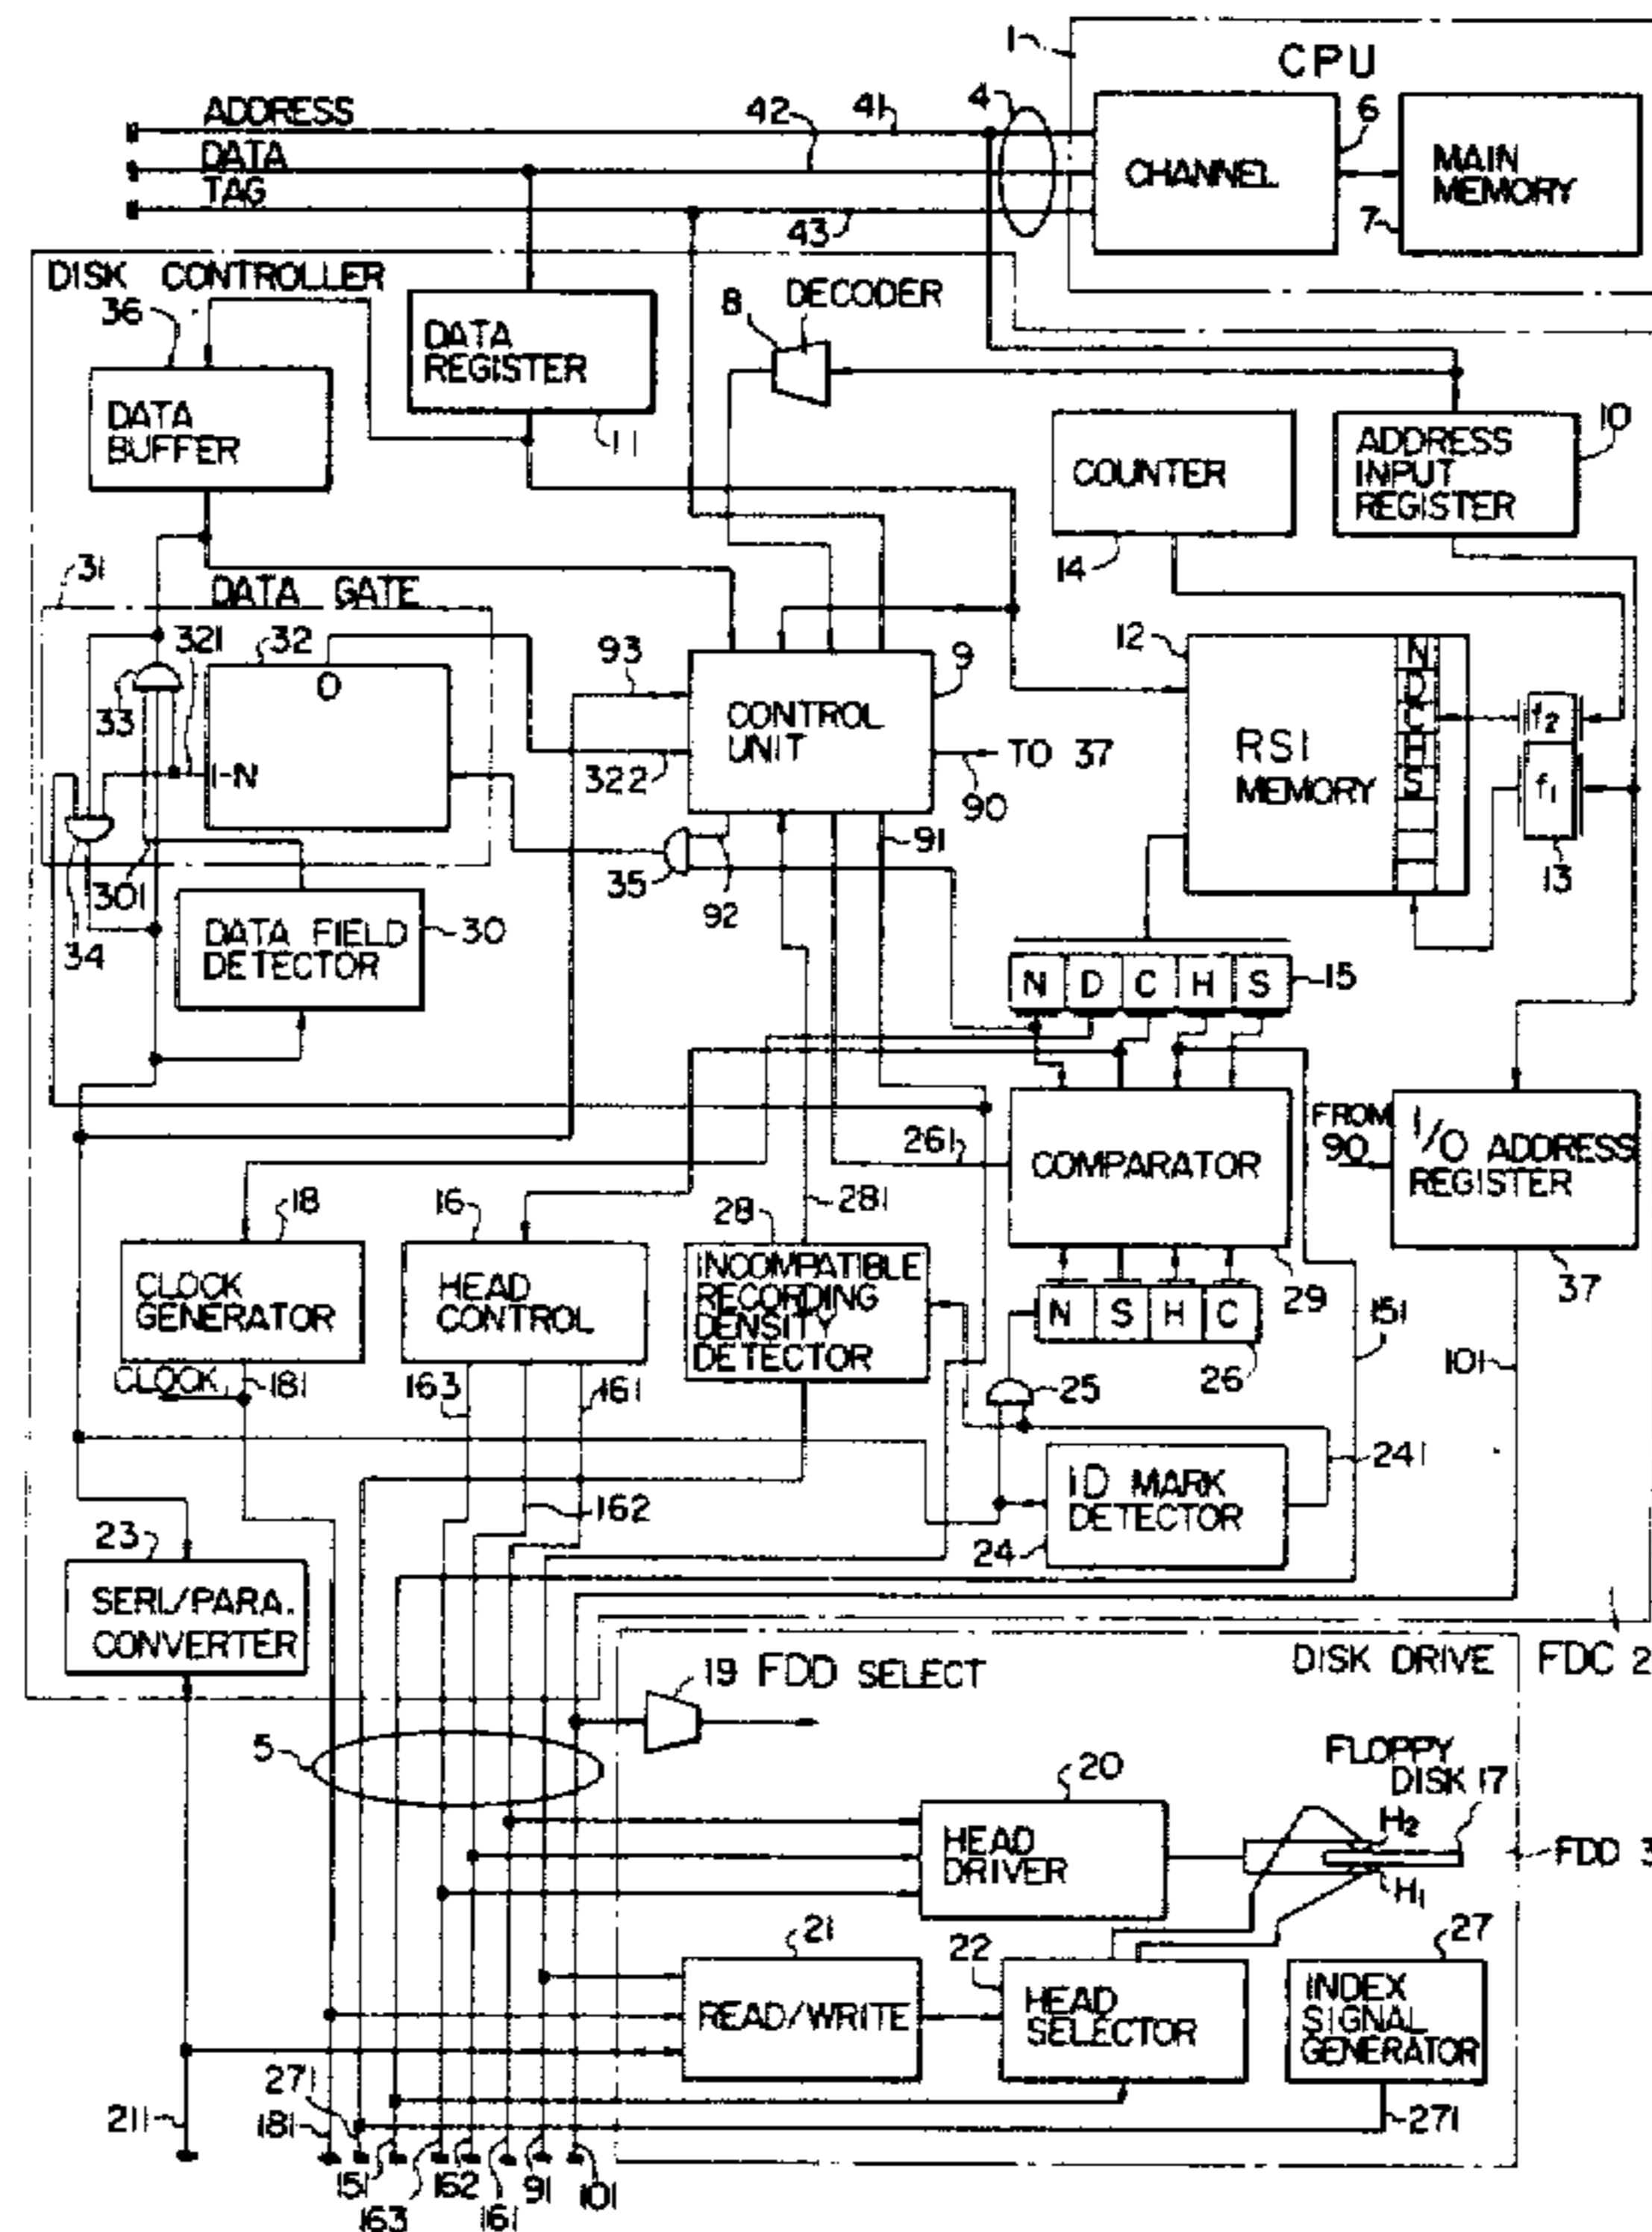 1
CPU
ADDRESS
42
41
4
6
DATA
CHANNEL
MAIN
MEMORY
TAG
43
7
DISK CONTROLLER
36
8
DECODER
DATA
REGISTER
11
DATA
BUFFER
10
COUNTER
ADDRESS
INPUT
REGISTER
14
31
DATA GATE
321
32
0
33
1-N
93
9
CONTROL
UNIT
322
TO 37
90
12
RSI
MEMORY
N
D
C
H
S
f2
f1
13
35
92
91
34
301
DATA FIELD
DETECTOR
30
N D C H S
15
261
COMPARATOR
FROM
90
I/O ADDRESS
REGISTER
18
16
28
281
CLOCK
GENERATOR
HEAD
CONTROL
INCOMPATIBLE
RECORDING
DENSITY
DETECTOR
29
37
N S H C
151
CLOCK
181
163
161
25
26
101
241
162
ID MARK
DETECTOR
24
23
SERI/PARA.
CONVERTER
DISK DRIVE
FDC 2
19 FDD SELECT
5
20
FLOPPY
DISK 17
HEAD
DRIVER
H2
H1
FDD 3
21
22
27
READ/WRITE
HEAD
SELECTOR
INDEX
SIGNAL
GENERATOR
271
211
181
271
151
163
162
161
91
101